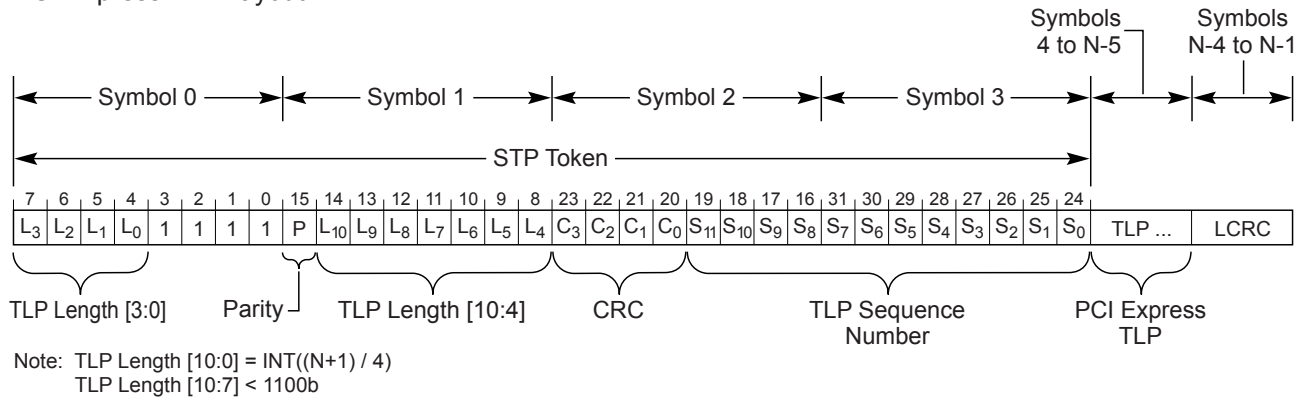 Symbols 4 to N-5
Symbols N-4 to N-1
Symbol 0 Symbol 1 Symbol 2 Symbol 3
STP Token
7 6 5 4 3 2 1 0 15 14 13 12 11 10 9 8 23 22 21 20 19 18 17 16 31 30 29 28 27 26 25 24
L3 L2 L1 L0 1 1 1 1 P L10 L9 L8 L7 L6 L5 L4 C3 C2 C1 C0 S11 S10 S9 S8 S7 S6 S5 S4 S3 S2 S1 S0 TLP ... LCRC
TLP Length [3:0] Parity TLP Length [10:4] CRC TLP Sequence Number PCI Express TLP
Note: TLP Length [10:0] = INT((N+1) / 4)
TLP Length [10:7] < 1100b